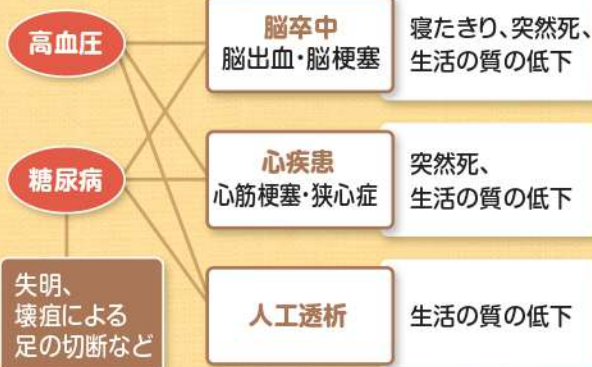 高血圧
糖尿病
失明、
壊疽による
足の切断など
脳卒中
脳出血・脳梗塞
寝たきり、突然死、
生活の質の低下
心疾患
心筋梗塞・狭心症
突然死、
生活の質の低下
人工透析
生活の質の低下